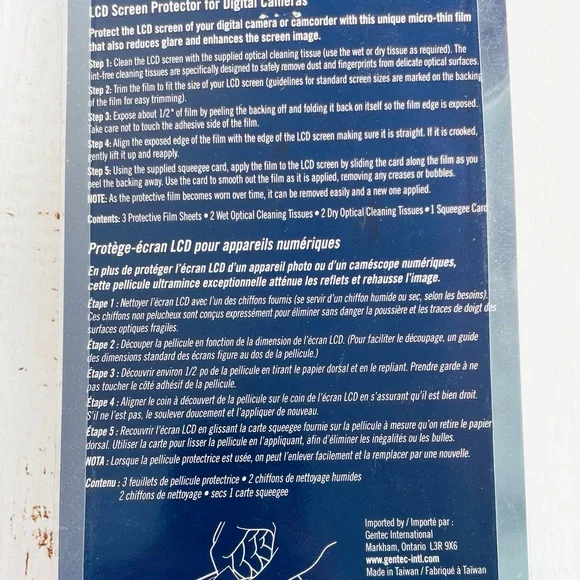 LCD Screen Protector for Digital Cameras
Protect the LCD screen of your digital camera or camcorder with this unique micro-thin film
that also reduces glare and enhances the screen image.
Step 1: Clean the LCD screen with the supplied optical cleaning tissue (use the wet or dry tissue as required). The
lint-free cleaning tissues are specifically designed to safely remove dust and fingerprints from delicate optical surfaces.
Step 2: Trim the film to fit the size of your LCD screen (guidelines for standard screen sizes are marked on the backing
of the film for easy trimming).
Step 3: Expose about 1/2" of film by peeling the backing off and folding it back on itself so the film edge is exposed.
Take care not to touch the adhesive side of the film.
Step 4: Align the exposed edge of the film with the edge of the LCD screen making sure it is straight. If it is crooked,
gently lift it up and reapply.
Step 5: Using the supplied squeegee card, apply the film to the LCD screen by sliding the card along the film as you
peel the backing away. Use the card to smooth out the film as it is applied, removing any creases or bubbles.
NOTE: As the protective film becomes worn over time, it can be removed easily and a new one applied.
Contents: 3 Protective Film Sheets • 2 Wet Optical Cleaning Tissues • 2 Dry Optical Cleaning Tissues • 1 Squeegee Card
Protège-écran LCD pour appareils numériques
En plus de protéger l'écran LCD d'un appareil photo ou d'un caméscope numériques,
cette pellicule ultramince exceptionnelle atténue les reflets et rehausse l'image.
Étape 1 : Nettoyer l'écran LCD avec l'un des chiffons fournis (se servir d'un chiffon humide ou sec, selon les besoins).
Ces chiffons non pelucheux sont conçus expressément pour éliminer sans danger la poussière et les traces de doigt des
surfaces optiques fragiles.
Étape 2 : Découper la pellicule en fonction de la dimension de l'écran LCD. (Pour faciliter le découpage, un guide
des dimensions standard des écrans figure au dos de la pellicule.)
Étape 3 : Découvrir environ 1/2 po de la pellicule en tirant le papier dorsal et en le repliant. Prendre garde à ne
pas toucher le côté adhésif de la pellicule.
Étape 4 : Aligner le coin à découvert de la pellicule sur le coin de l'écran LCD en s'assurant qu'il est bien droit.
S'il ne l'est pas, le soulever doucement et l'appliquer de nouveau.
Étape 5 : Recouvrir l'écran LCD en glissant la carte squeegee fournie sur la pellicule à mesure qu'on retire le papier
dorsal. Utiliser la carte pour lisser la pellicule en l'appliquant, afin d'éliminer les inégalités ou les bulles.
NOTA : Lorsque la pellicule protectrice est usée, on peut l'enlever facilement et la remplacer par une nouvelle.
Contenu : 3 feuillets de pellicule protectrice • 2 chiffons de nettoyage humides
2 chiffons de nettoyage • secs 1 carte squeegee
Imported by / Importé par :
Gentec International
Markham, Ontario L3R 9X6
www.gentec-intl.com
Made in Taiwan / Fabriqué à Taïwan